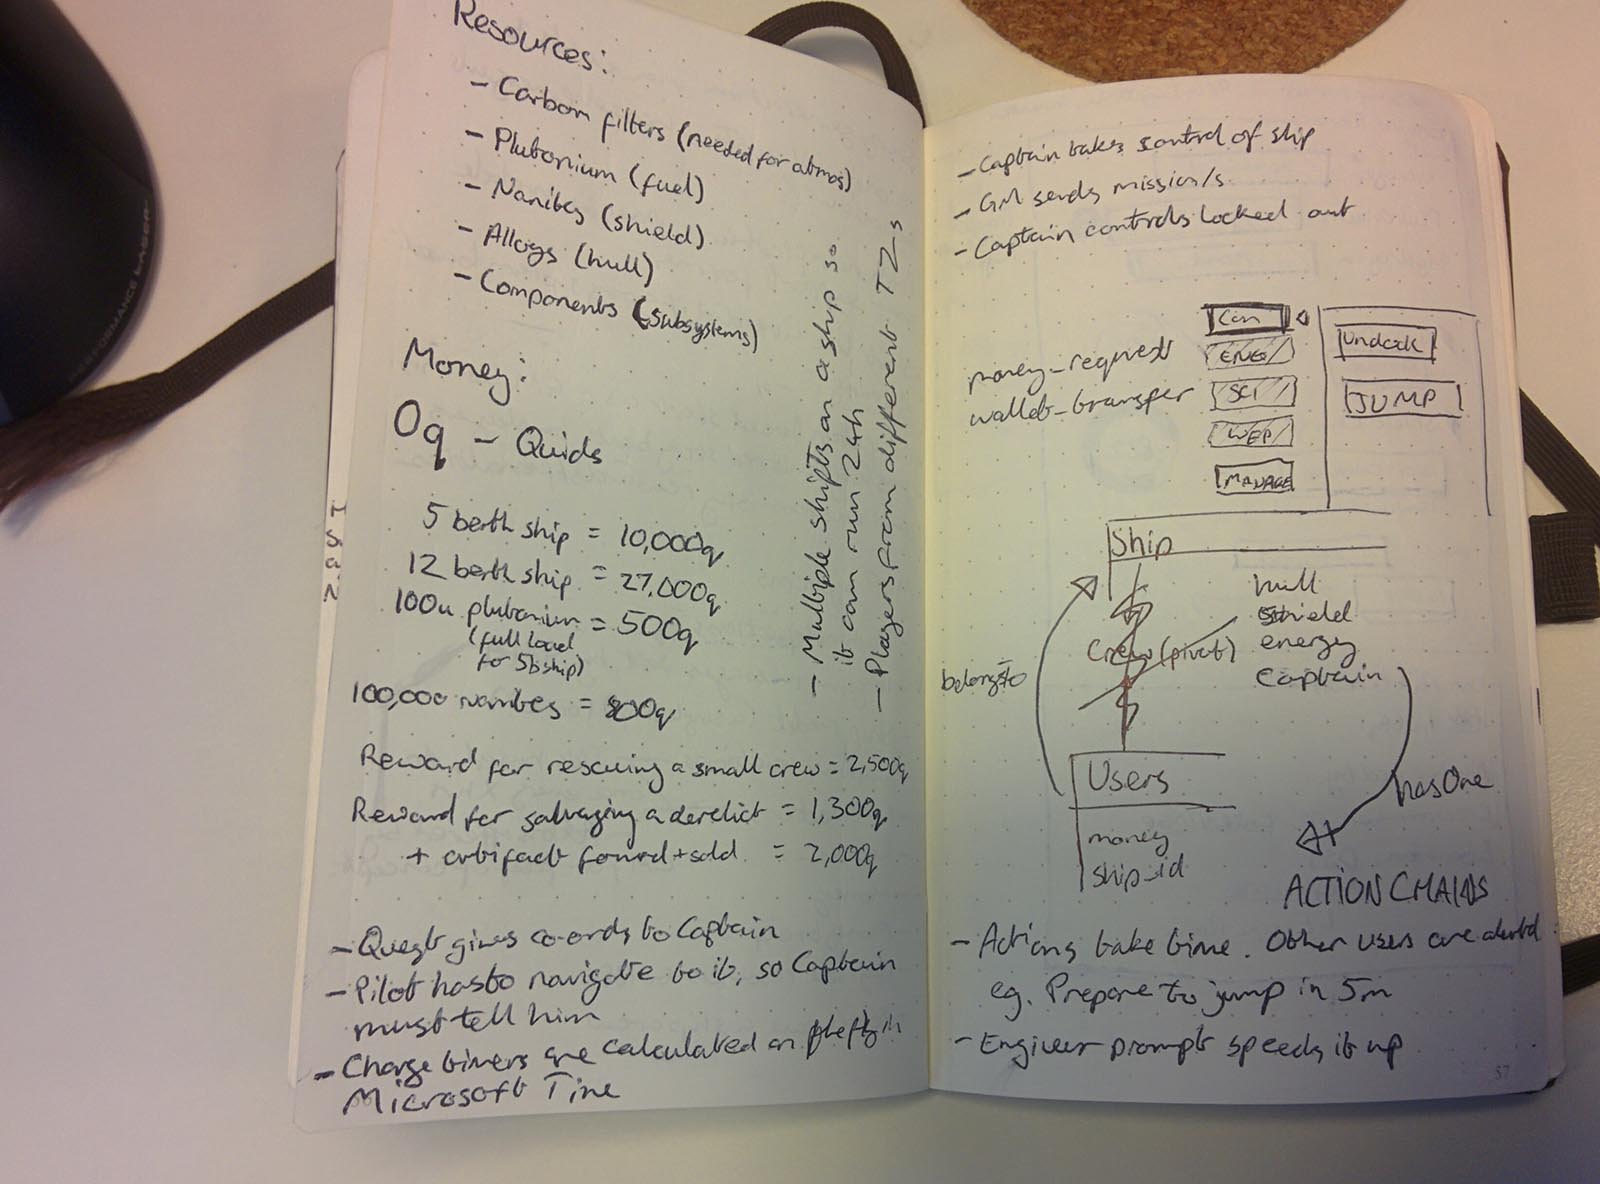 Resources:
- Carbon filters (needed for atmos)
- Plutonium (fuel)
- Nanites (shield)
- Alloys (hull)
- Components (subsystems)
Money:
0q - Quids
5 berth ship = 10,000q
12 berth ship = 27,000q
100u plutonium = 500q
(full load
for 5b ship)
100,000 nanites = 800q
Reward for rescuing a small crew = 2,500q
Reward for salvaging a derelict = 1,300q
+ artifact found + sold = 2,000q
- Quest gives co-ords to Captain
- Pilot has to navigate to it, so Captain
must tell him
- Charge timers are calculated on the fly in
Microsoft Time
- Multiple shifts on a ship so
it can run 24h
- Players from different TZs
- Captain takes control of ship
- GM sends mission/s
- Captain controls locked out
money_request
wallet_transfer
ENG
SCI
WEP
MANAGE
Undock
JUMP
Ship
Crew (pivot)
hull
shield
energy
captain
belongsTo
hasOne
Users
money
ship_id
ACTION CHAINS
- Actions take time. Other users are alerted
eg. Prepare to jump in 5m
- Engineer prompt speeds it up
57
PERFORMANCE LASER